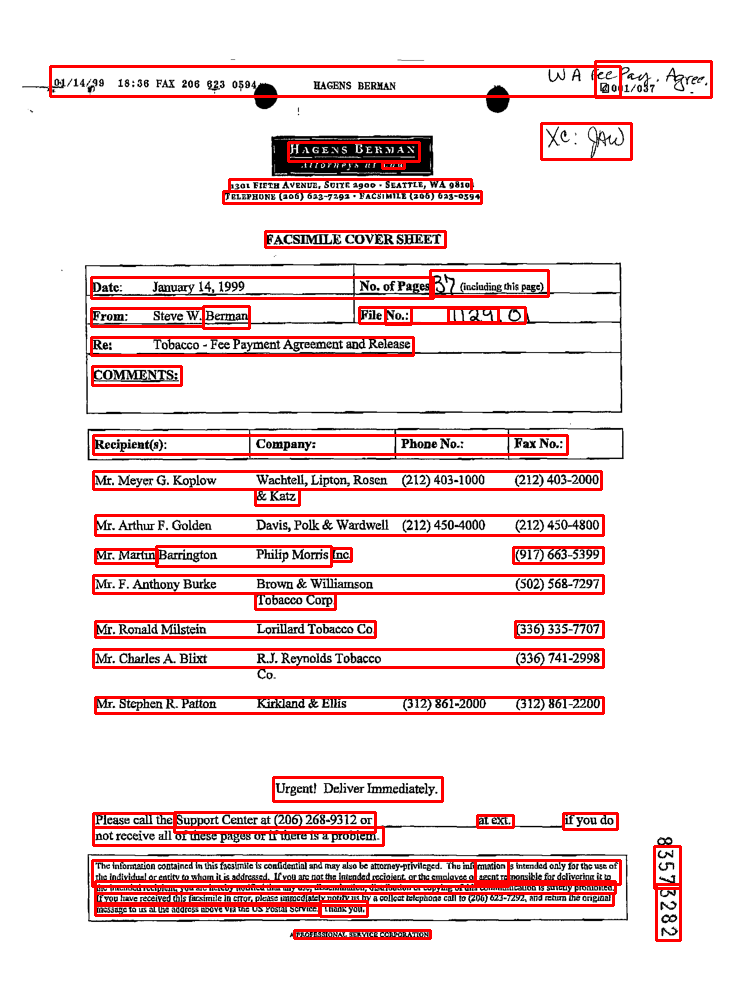 01/14/99 18:36 FAX 206 623 0594 HAGENS BERMAN WA Fee Pay. Agree.
001/037
XC: JAW
HAGENS BERMAN
Attorneys at Law
1301 FIFTH AVENUE, SUITE 2900 • SEATTLE, WA 98101
TELEPHONE (206) 623-7292 • FACSIMILE (206) 623-0594
FACSIMILE COVER SHEET
Date: January 14, 1999 No. of Pages 37 (including this page)
From: Steve W. Berman File No.: 1129101
Re: Tobacco - Fee Payment Agreement and Release
COMMENTS:
Recipient(s): Company: Phone No.: Fax No.:
Mr. Meyer G. Koplow Wachtell, Lipton, Rosen (212) 403-1000 (212) 403-2000
& Katz
Mr. Arthur F. Golden Davis, Polk & Wardwell (212) 450-4000 (212) 450-4800
Mr. Martin Barrington Philip Morris Inc (917) 663-5399
Mr. F. Anthony Burke Brown & Williamson (502) 568-7297
Tobacco Corp
Mr. Ronald Milstein Lorillard Tobacco Co (336) 335-7707
Mr. Charles A. Blixt R.J. Reynolds Tobacco (336) 741-2998
Co.
Mr. Stephen R. Patton Kirkland & Ellis (312) 861-2000 (312) 861-2200
Urgent! Deliver Immediately.
Please call the Support Center at (206) 268-9312 or at ext. if you do
not receive all of these pages or if there is a problem.
The information contained in this facsimile is confidential and may also be attorney-privileged. The information is intended only for the use of
the individual or entity to whom it is addressed. If you are not the intended recipient, or the employee or agent responsible for delivering it to
the intended recipient, you are hereby notified that any use, dissemination, distribution or copying of this communication is strictly prohibited.
If you have received this facsimile in error, please immediately notify us by a collect telephone call to (206) 623-7292, and return the original
message to us at the address above via the US Postal Service. Thank you.
A PROFESSIONAL SERVICE CORPORATION
83573282